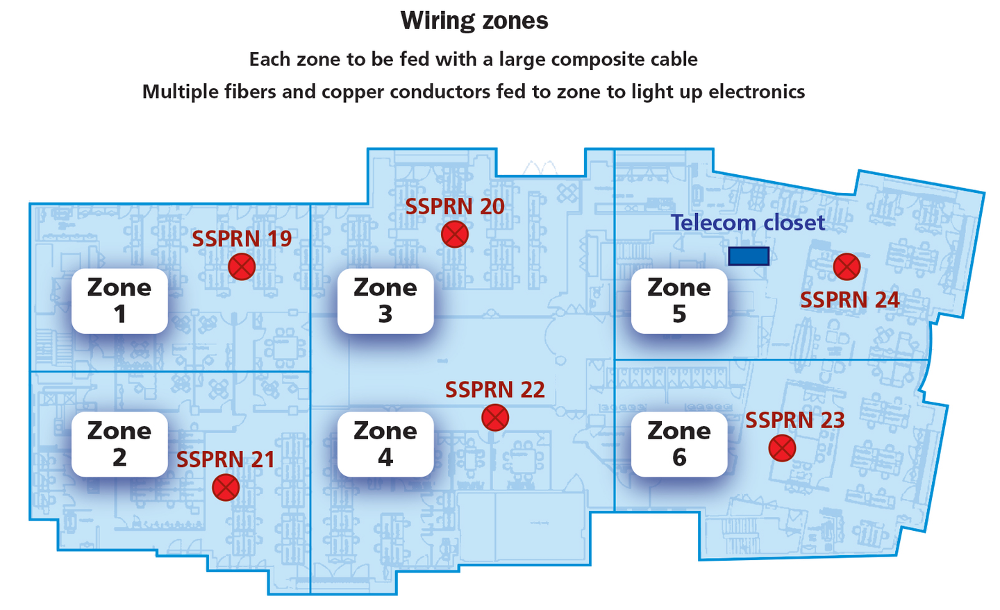 Wiring zones
Each zone to be fed with a large composite cable
Multiple fibers and copper conductors fed to zone to light up electronics
SSPRN 20
Telecom closet
SSPRN 19
Zone
1
Zone
3
Zone
5
SSPRN 24
SSPRN 22
Zone
2
Zone
4
Zone
6
SSPRN 23
SSPRN 21